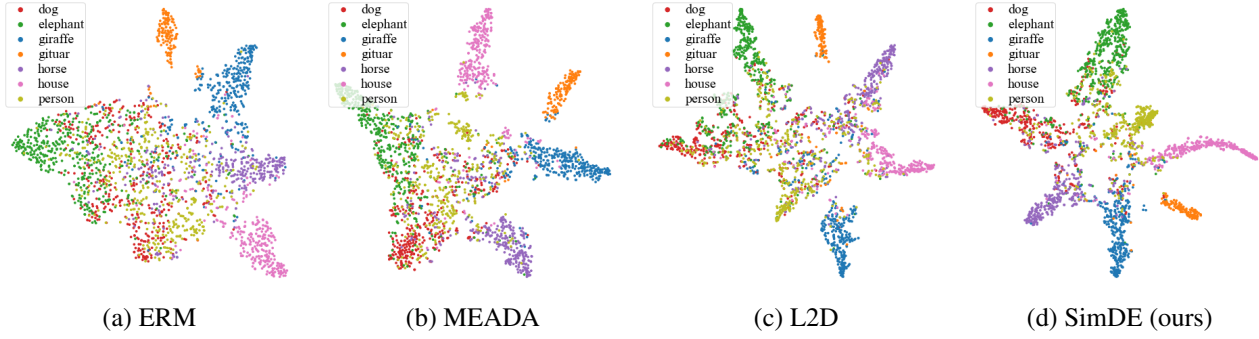 dog
elephant
giraffe
gituar
horse
house
person
dog
elephant
giraffe
gituar
horse
house
person
dog
elephant
giraffe
gituar
horse
house
person
dog
elephant
giraffe
gituar
horse
house
person
(a) ERM
(b) MEADA
(c) L2D
(d) SimDE (ours)